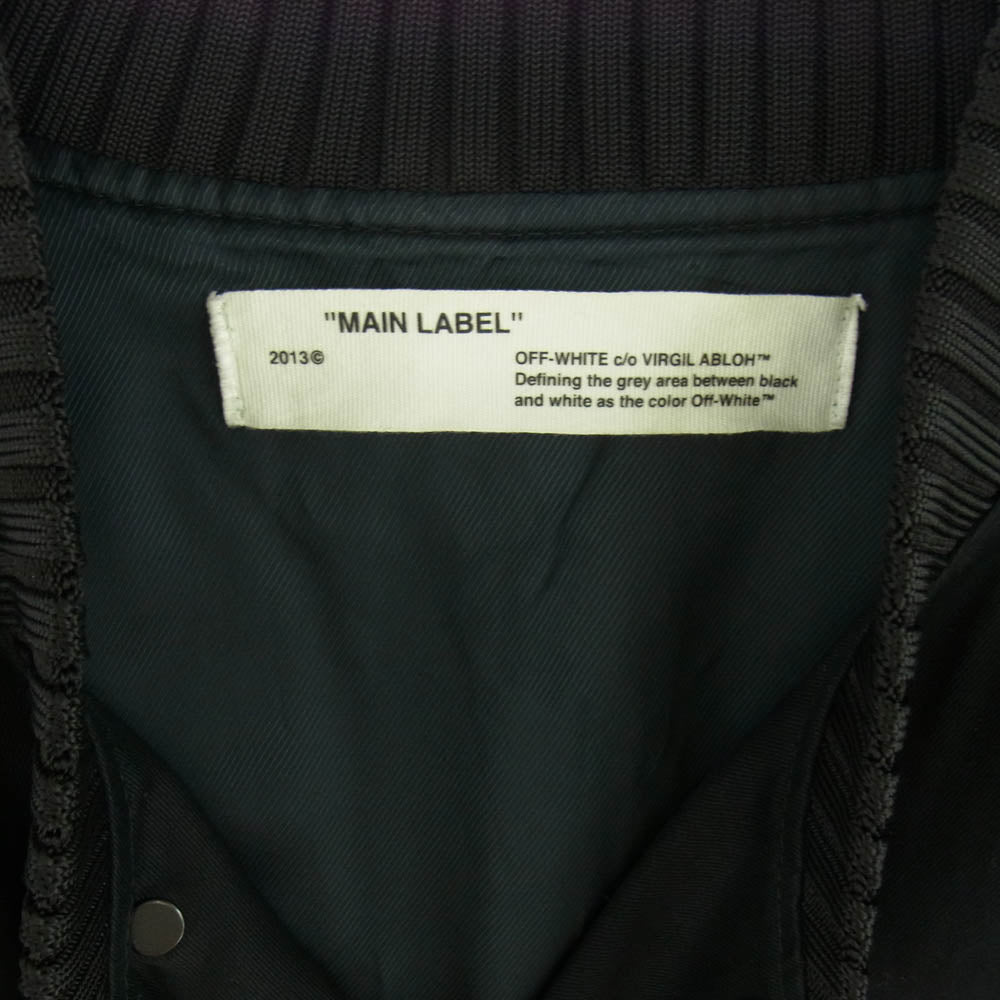 "MAIN LABEL"
2013©
OFF-WHITE c/o VIRGIL ABLOH™
Defining the grey area between black
and white as the color Off-White™